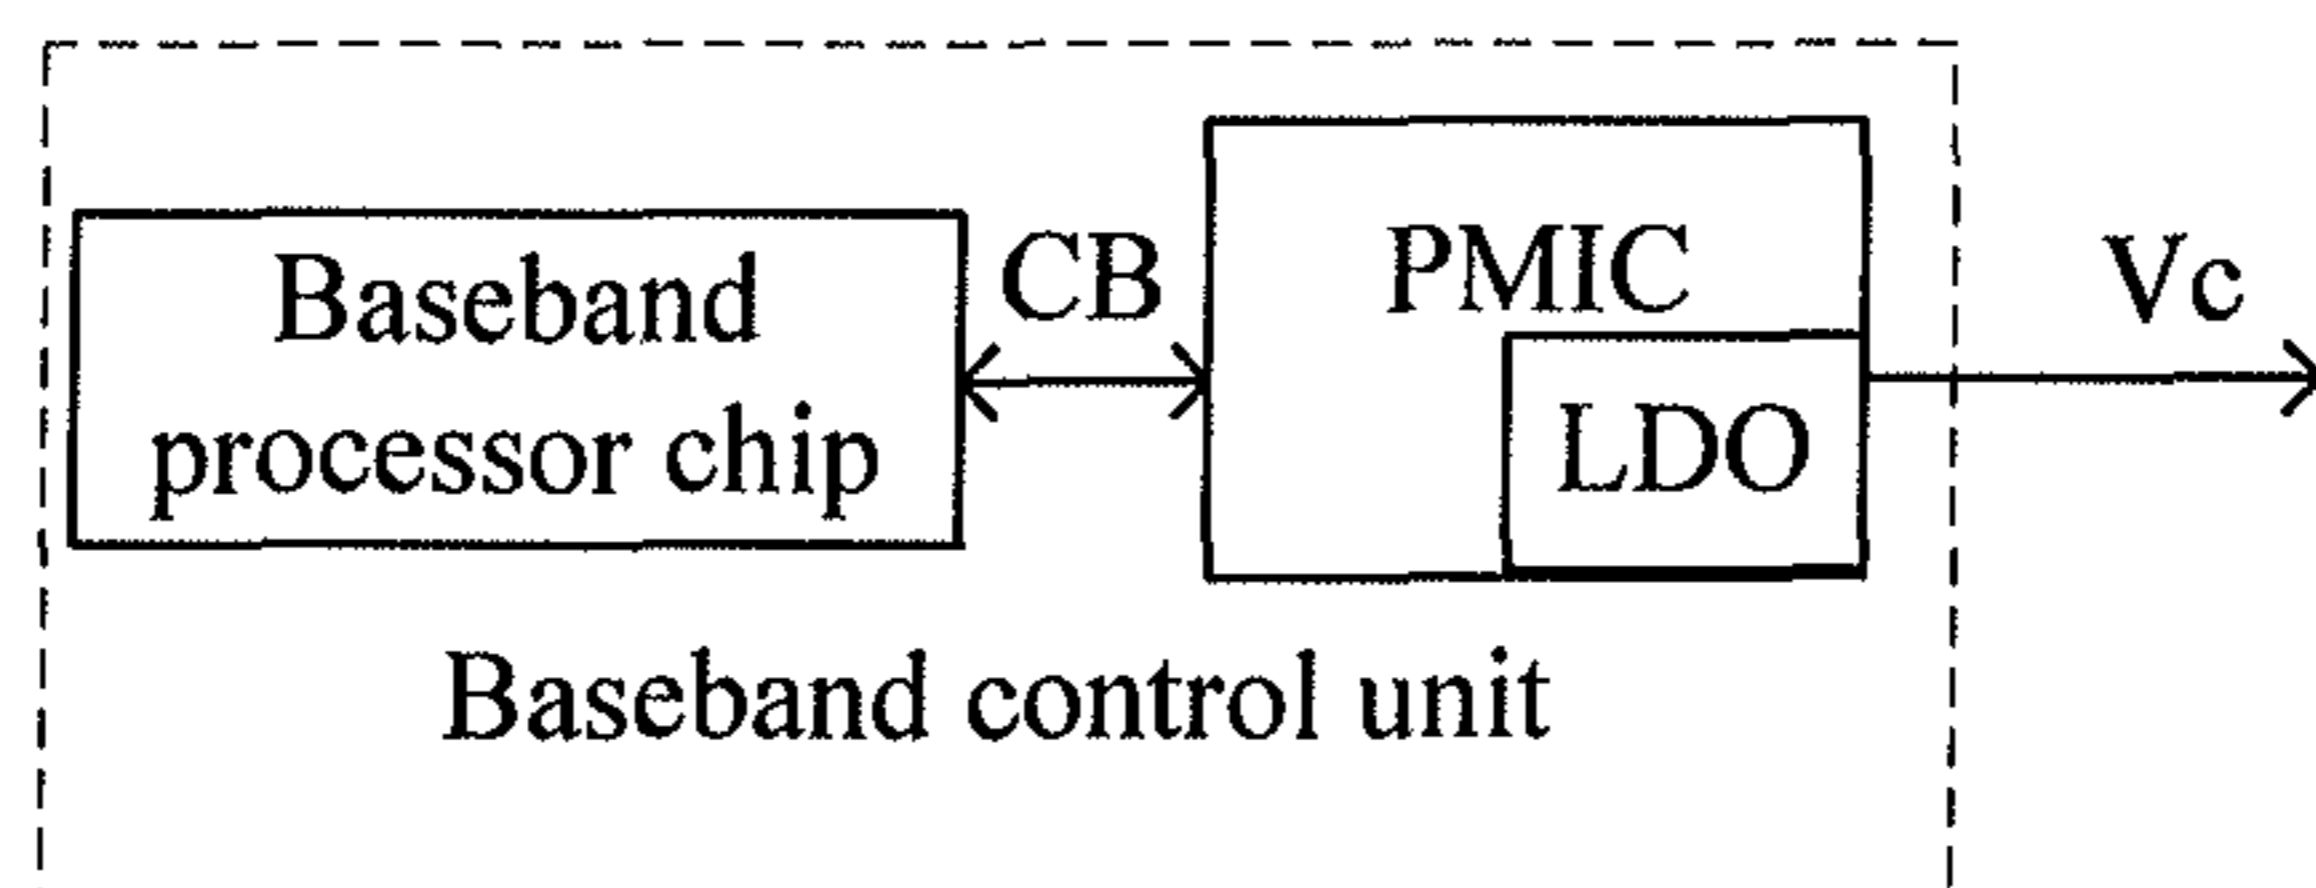 Baseband
processor chip
CB
PMIC
LDO
Vc
Baseband control unit